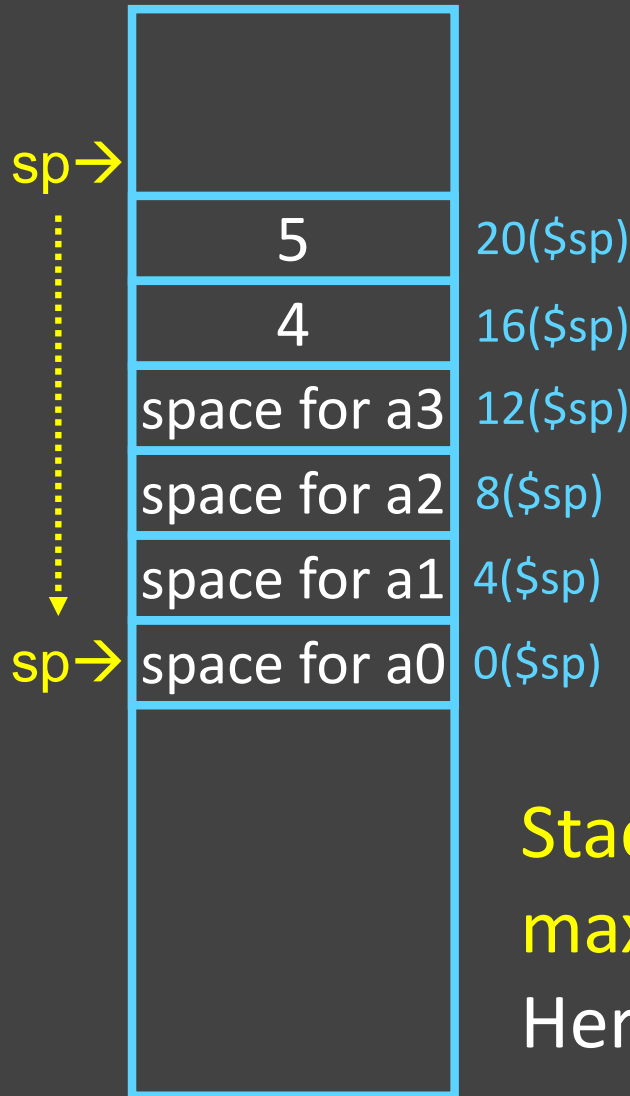 sp→
5 20($sp)
4 16($sp)
space for a3 12($sp)
space for a2 8($sp)
space for a1 4($sp)
sp→ space for a0 0($sp)